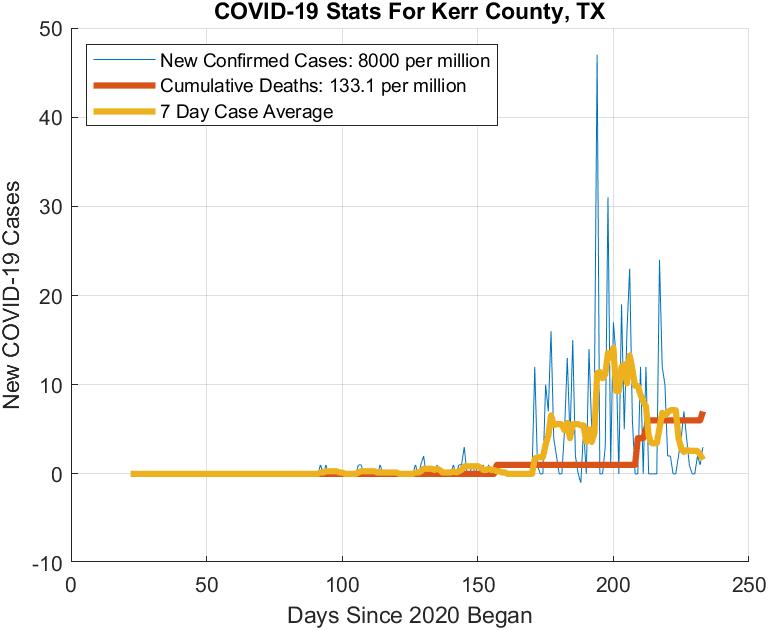 COVID-19 Stats For Kerr County, TX
50
New Confirmed Cases: 8000 per million
Cumulative Deaths: 133.1 per million
7 Day Case Average
40
30
20
10
0
-10
New COVID-19 Cases
0 50 100 150 200 250
Days Since 2020 Began